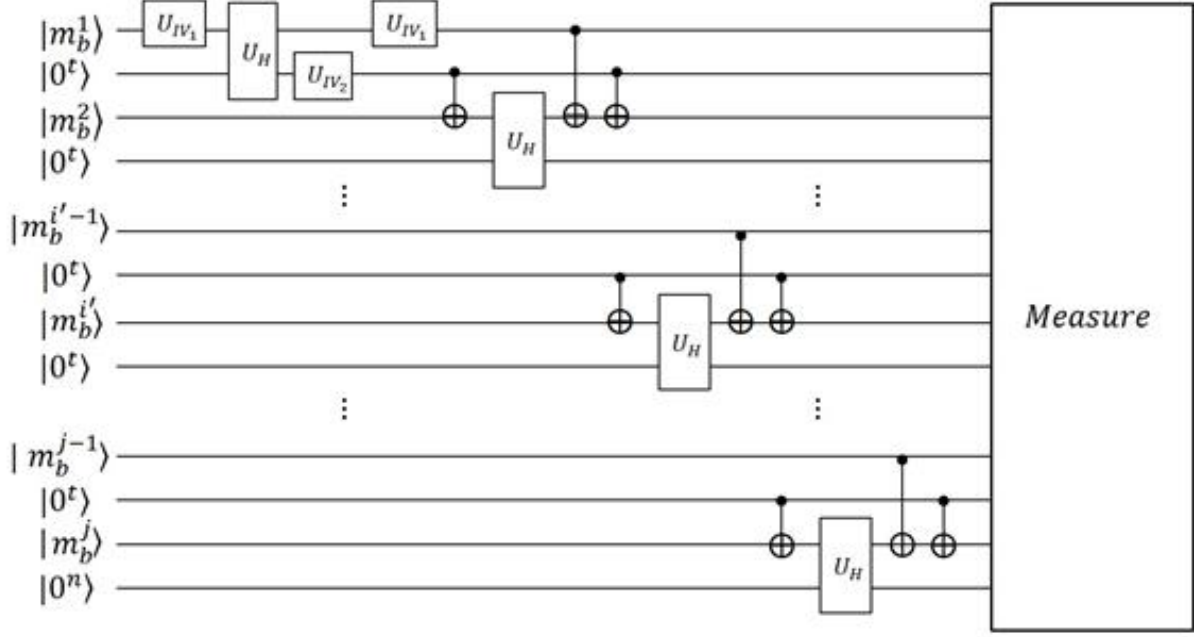 |m_b^1⟩ U_{IV_1} U_H U_{IV_1}
|0^t⟩ U_{IV_2}
|m_b^2⟩
U_H
|0^t⟩
⋮ ⋮
|m_b^{i'-1}⟩
|0^t⟩
|m_b^{i'}⟩ Measure
U_H
|0^t⟩
⋮ ⋮
|m_b^{j-1}⟩
|0^t⟩
|m_b^j⟩
U_H
|0^n⟩